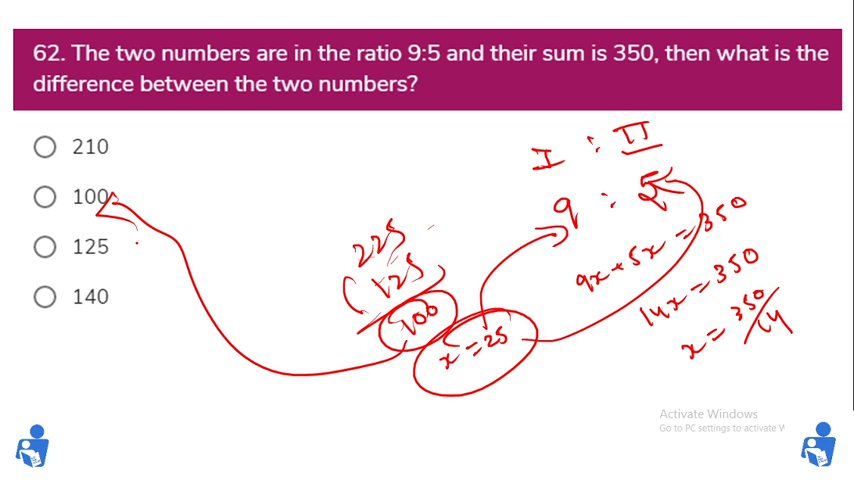 62. The two numbers are in the ratio 9:5 and their sum is 350, then what is the
difference between the two numbers?
210
100
125
140
I : II
9 : 5
9x+5x=350
14x=350
x=350/14
x=25
225
125
100
Activate Windows
Go to PC settings to activate W